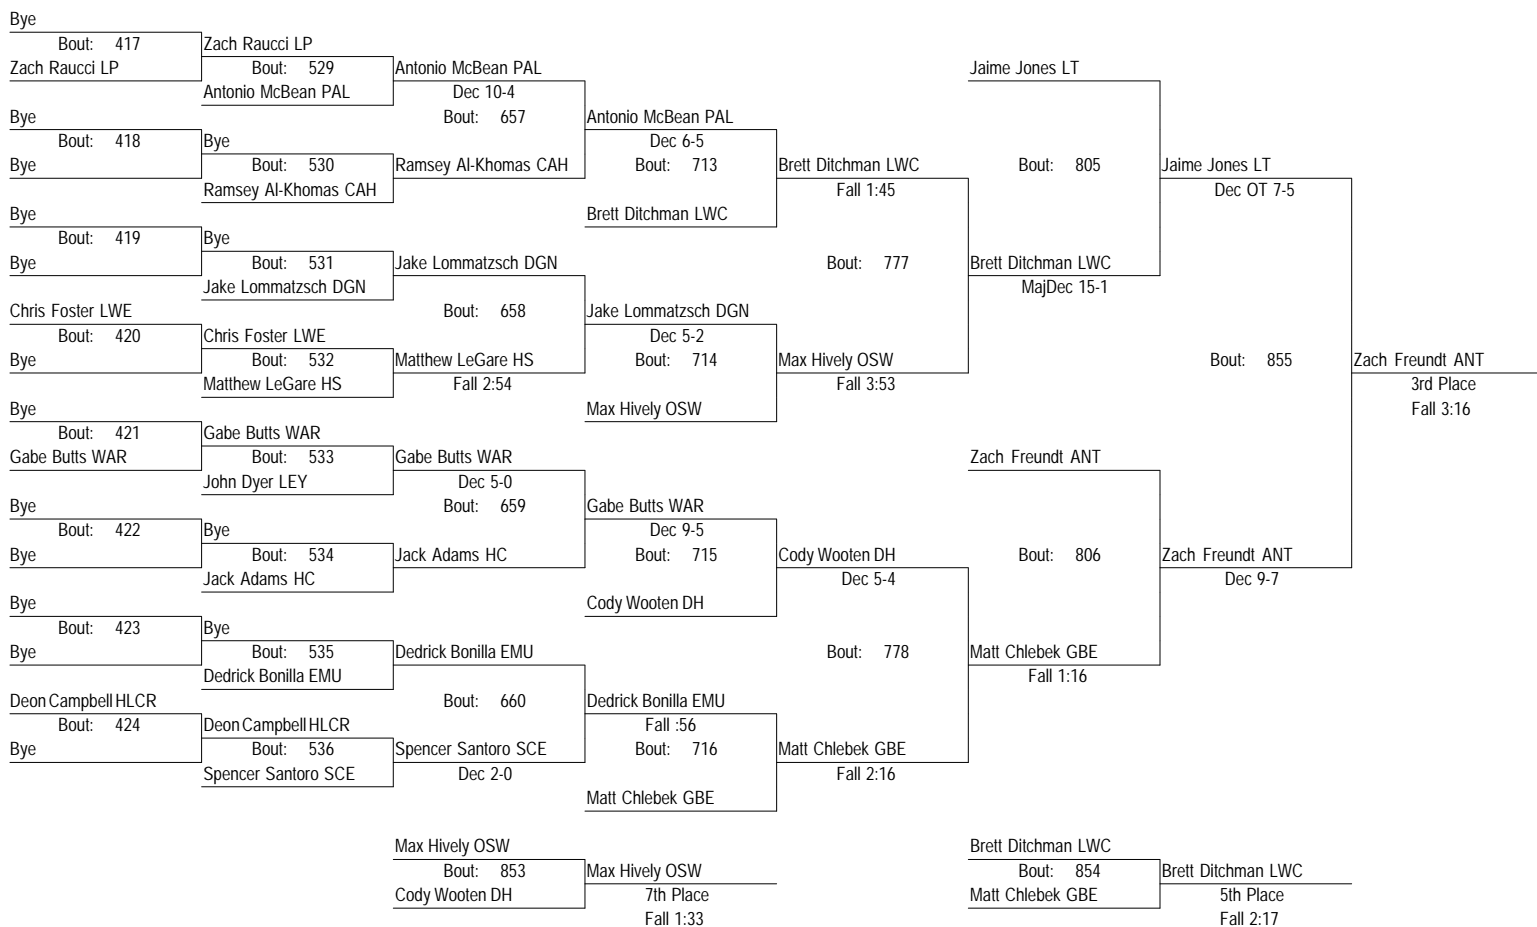 Bye
Bout: 417 Zach Raucci LP
Zach Raucci LP Bout: 529 Antonio McBean PAL Jaime Jones LT
Antonio McBean PAL Dec 10-4
Bye Bout: 657 Antonio McBean PAL
Bout: 418 Bye Dec 6-5
Bye Bout: 530 Ramsey Al-Khomas CAH Bout: 713 Brett Ditchman LWC Bout: 805 Jaime Jones LT
Ramsey Al-Khomas CAH Fall 1:45 Dec OT 7-5
Bye Brett Ditchman LWC
Bout: 419 Bye
Bye Bout: 531 Jake Lommatzsch DGN Bout: 777 Brett Ditchman LWC
Jake Lommatzsch DGN MajDec 15-1
Chris Foster LWE Bout: 658 Jake Lommatzsch DGN
Bout: 420 Chris Foster LWE Dec 5-2
Bye Bout: 532 Matthew LeGare HS Bout: 714 Max Hively OSW Bout: 855 Zach Freundt ANT
Matthew LeGare HS Fall 2:54 Fall 3:53 3rd Place
Bye Max Hively OSW Fall 3:16
Bout: 421 Gabe Butts WAR
Gabe Butts WAR Bout: 533 Gabe Butts WAR Zach Freundt ANT
John Dyer LEY Dec 5-0
Bye Bout: 659 Gabe Butts WAR
Bout: 422 Bye Dec 9-5
Bye Bout: 534 Jack Adams HC Bout: 715 Cody Wooten DH Bout: 806 Zach Freundt ANT
Jack Adams HC Dec 5-4 Dec 9-7
Bye Cody Wooten DH
Bout: 423 Bye
Bye Bout: 535 Dedrick Bonilla EMU Bout: 778 Matt Chlebek GBE
Dedrick Bonilla EMU Fall 1:16
Deon Campbell HLCR Bout: 660 Dedrick Bonilla EMU
Bout: 424 Deon Campbell HLCR Fall :56
Bye Bout: 536 Spencer Santoro SCE Bout: 716 Matt Chlebek GBE
Spencer Santoro SCE Dec 2-0 Fall 2:16
Matt Chlebek GBE
Max Hively OSW Brett Ditchman LWC
Bout: 853 Max Hively OSW Bout: 854 Brett Ditchman LWC
Cody Wooten DH 7th Place Matt Chlebek GBE 5th Place
Fall 1:33 Fall 2:17